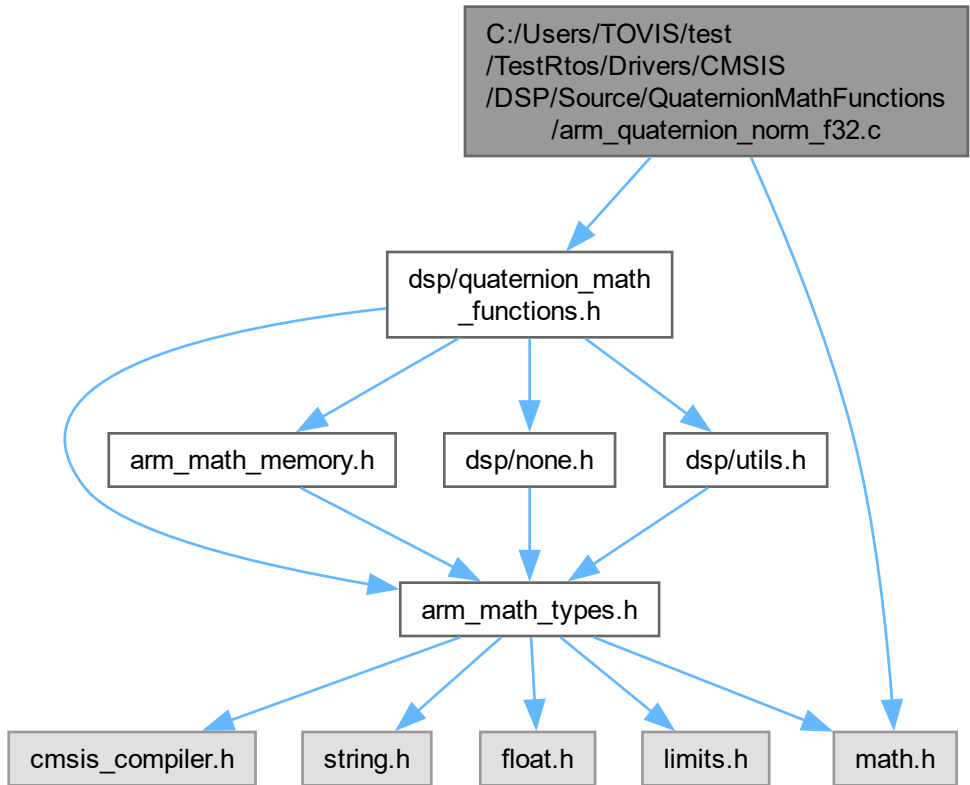 C:/Users/TOVIS/test
/TestRtos/Drivers/CMSIS
/DSP/Source/QuaternionMathFunctions
/arm_quaternion_norm_f32.c
dsp/quaternion_math
_functions.h
arm_math_memory.h
dsp/none.h
dsp/utils.h
arm_math_types.h
cmsis_compiler.h
string.h
float.h
limits.h
math.h